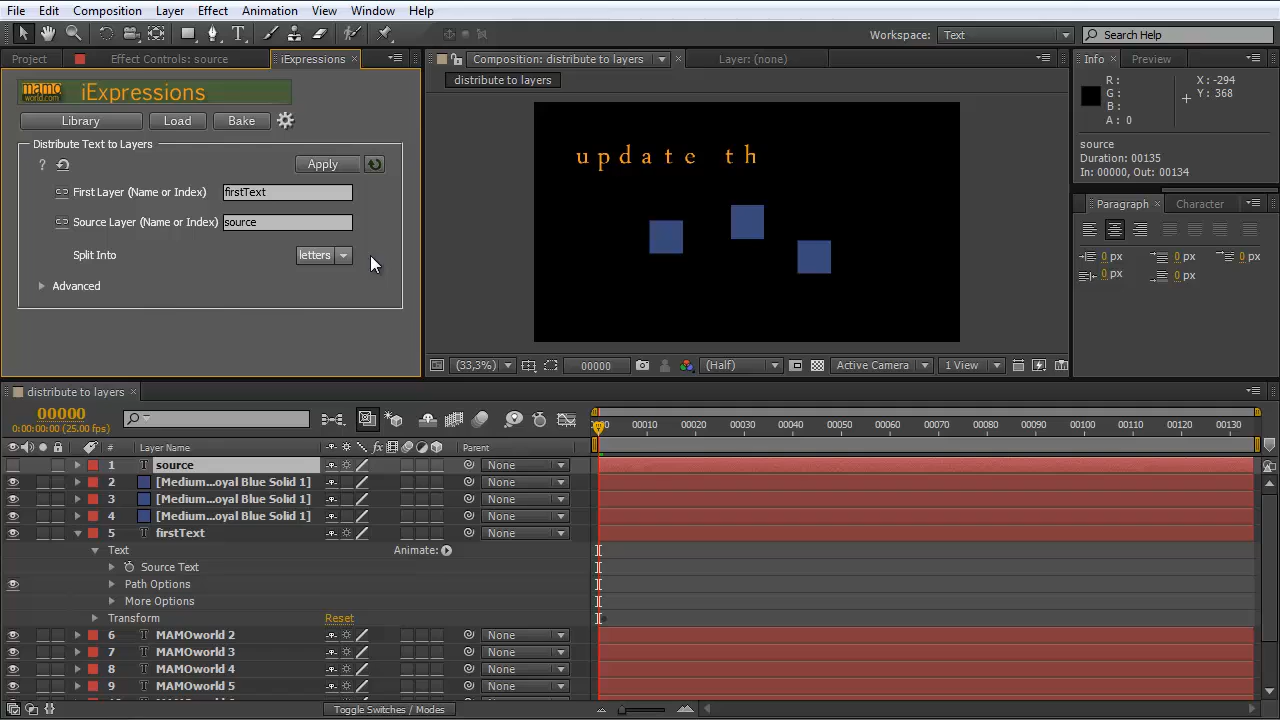 File Edit Composition Layer Effect Animation View Window Help
Workspace: Text Search Help
Project Effect Controls: source iExpressions Composition: distribute to layers Layer: (none) Info Preview
distribute to layers
mamo world.com iExpressions
Library Load Bake
Distribute Text to Layers
? Apply
First Layer (Name or Index) firstText
Source Layer (Name or Index) source
Split Into letters
Advanced
update th
R: X: -294
G: Y: 368
B:
A: 0
source
Duration: 00135
In: 00000, Out: 00134
Paragraph Character
0 px 0 px 0 px
0 px 0 px
(33,3%) 00000 (Half) Active Camera 1 View
distribute to layers
00000
0:00:00:00 (25.00 fps)
00010 00020 00030 00040 00050 00060 00070 00080 00090 00100 00110 00120 00130
# Layer Name fx Parent
1 T source None
2 [Medium...oyal Blue Solid 1] None
3 [Medium...oyal Blue Solid 1] None
4 [Medium...oyal Blue Solid 1] None
5 T firstText None
Text Animate:
Source Text
Path Options
More Options
Transform Reset
6 T MAMOworld 2 None
7 T MAMOworld 3 None
8 T MAMOworld 4 None
9 T MAMOworld 5 None
Toggle Switches / Modes